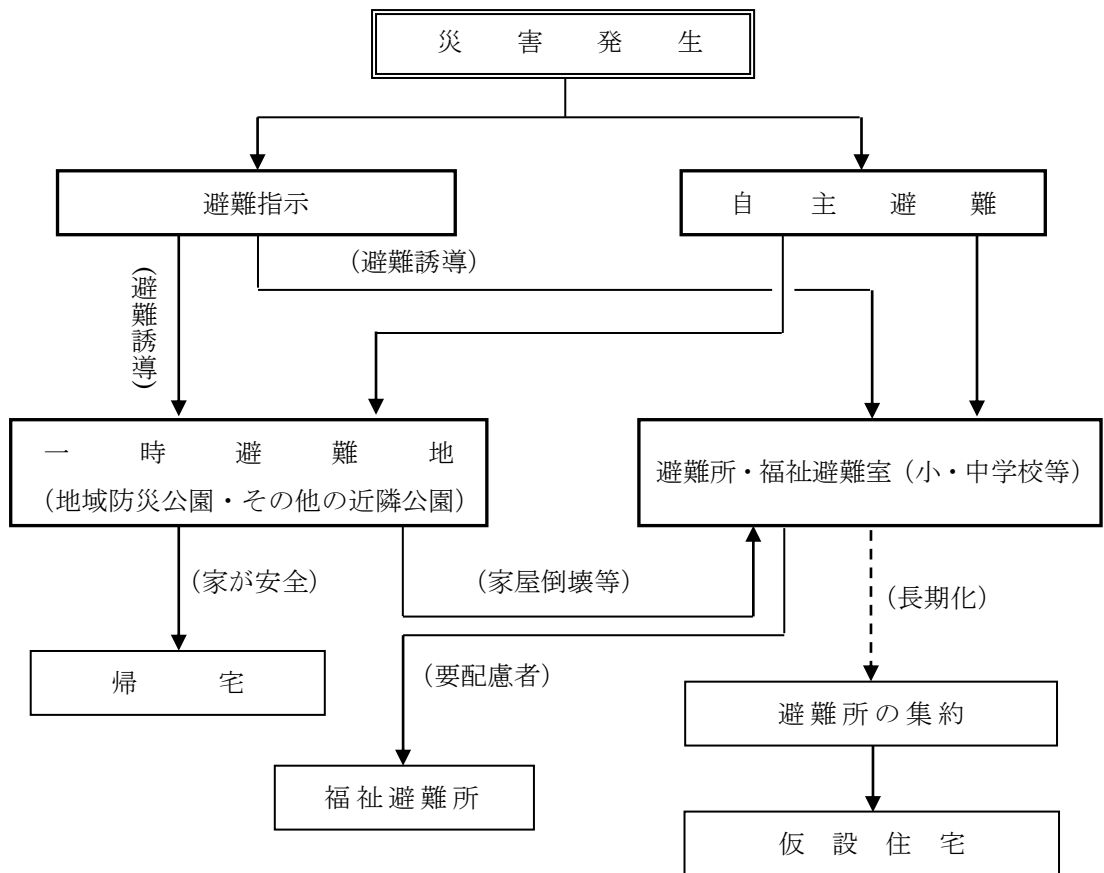 災害発生
避難指示
自主避難
（避難誘導）
（避難誘導）
一時避難地
（地域防災公園・その他の近隣公園）
避難所・福祉避難室（小・中学校等）
（家が安全）
（家屋倒壊等）
（長期化）
帰宅
（要配慮者）
避難所の集約
福祉避難所
仮設住宅